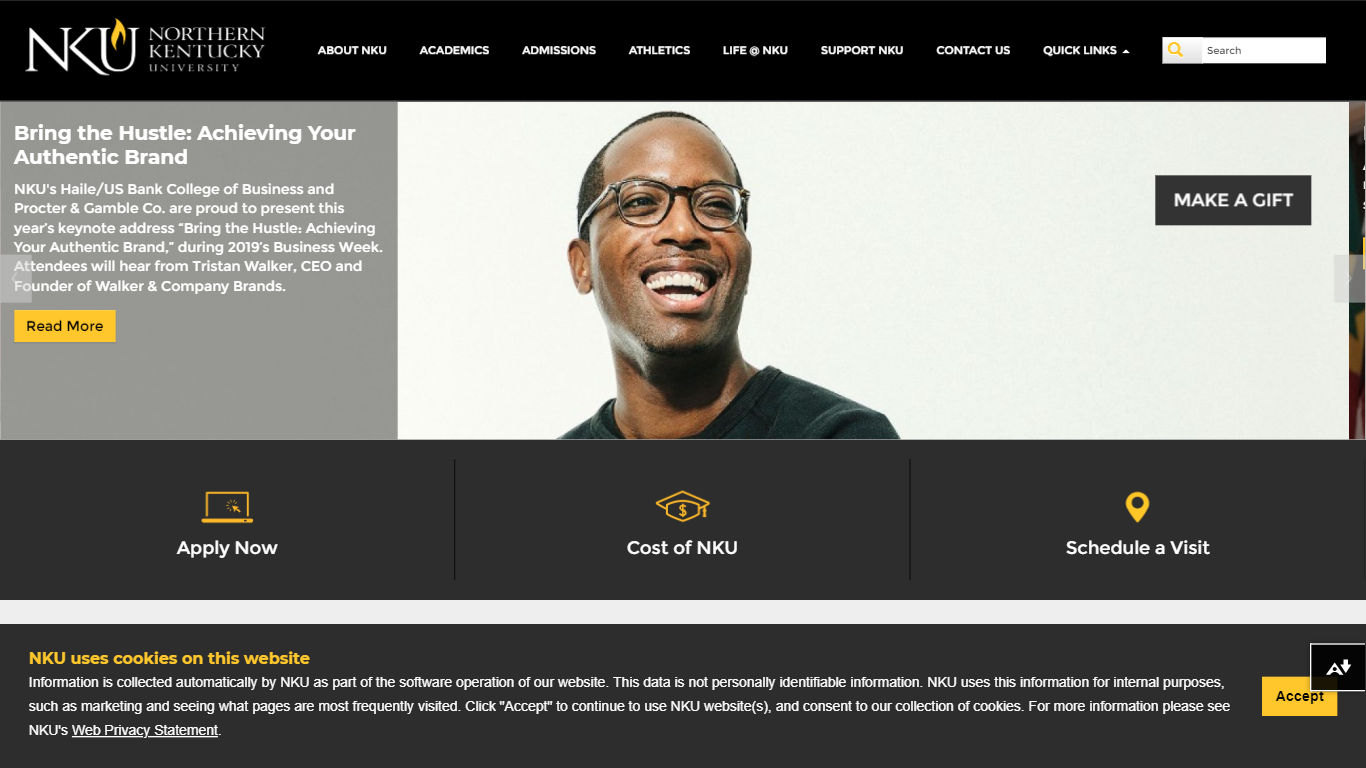 NKU NORTHERN
KENTUCKY
UNIVERSITY
ABOUT NKU
ACADEMICS
ADMISSIONS
ATHLETICS
LIFE @ NKU
SUPPORT NKU
CONTACT US
QUICK LINKS
Search
Bring the Hustle: Achieving Your
Authentic Brand
NKU's Haile/US Bank College of Business and
Procter & Gamble Co. are proud to present this
year's keynote address "Bring the Hustle: Achieving
Your Authentic Brand," during 2019's Business Week.
Attendees will hear from Tristan Walker, CEO and
Founder of Walker & Company Brands.
Read More
MAKE A GIFT
Apply Now
Cost of NKU
Schedule a Visit
NKU uses cookies on this website
Information is collected automatically by NKU as part of the software operation of our website. This data is not personally identifiable information. NKU uses this information for internal purposes,
such as marketing and seeing what pages are most frequently visited. Click "Accept" to continue to use NKU website(s), and consent to our collection of cookies. For more information please see
NKU's Web Privacy Statement.
Accept